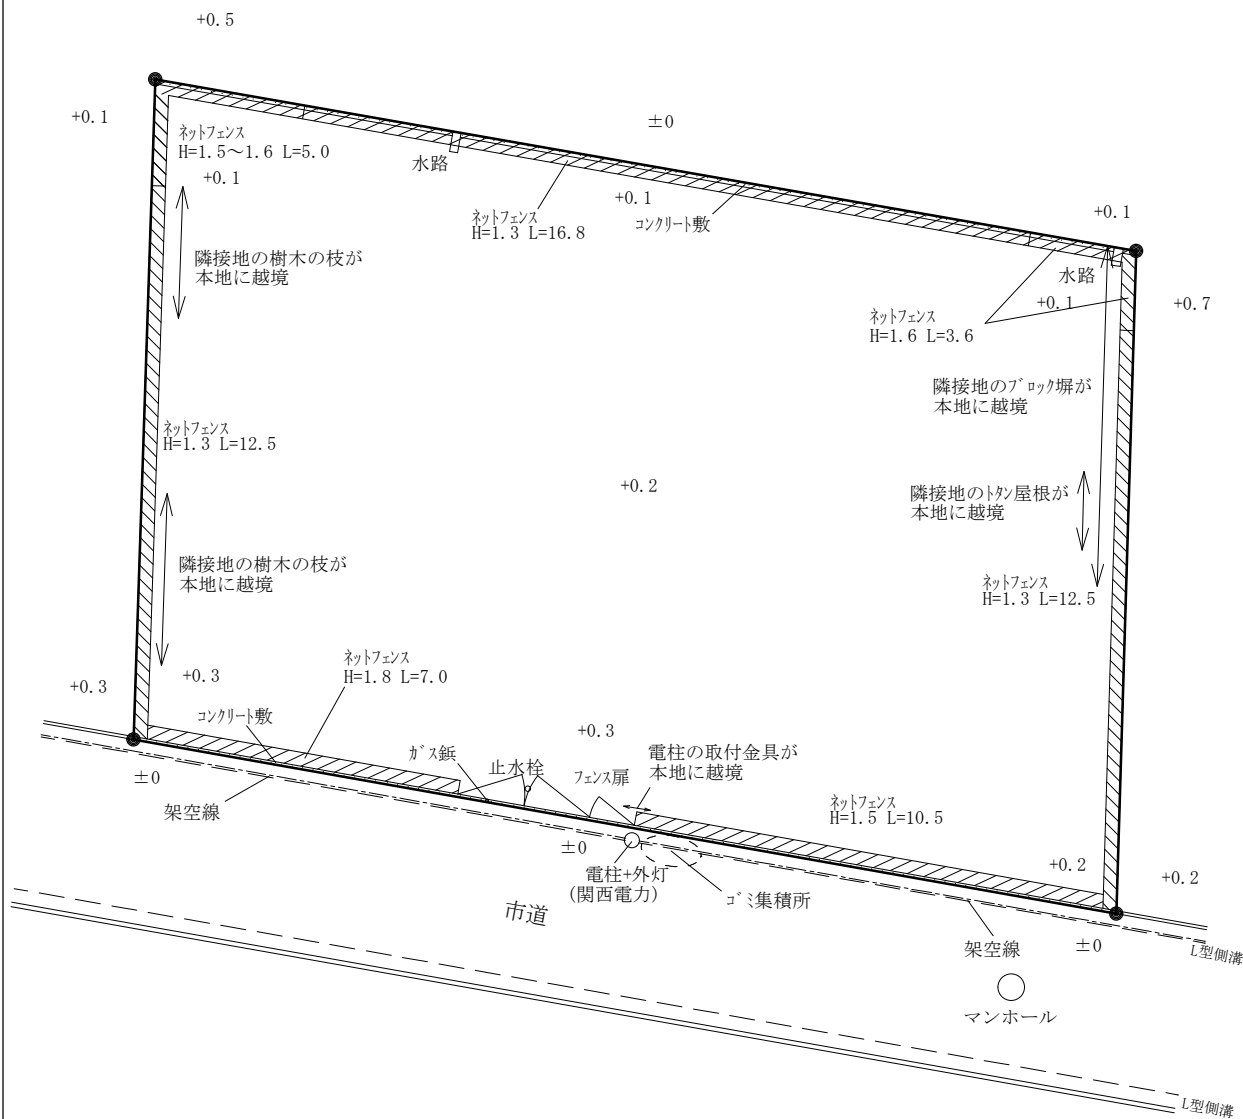 +0.5
+0.1
±0
ネットフェンス
H=1.5～1.6 L=5.0
水路
+0.1
+0.1
ネットフェンス
H=1.3 L=16.8
コンクリート敷
+0.1
隣接地の樹木の枝が
本地に越境
水路
+0.1
+0.7
ネットフェンス
H=1.6 L=3.6
隣接地のブロック塀が
本地に越境
ネットフェンス
H=1.3 L=12.5
+0.2
隣接地のトタン屋根が
本地に越境
隣接地の樹木の枝が
本地に越境
ネットフェンス
H=1.3 L=12.5
ネットフェンス
H=1.8 L=7.0
+0.3
+0.3
コンクリート敷
+0.3
ガス鋲
止水栓
フェンス扉
電柱の取付金具が
本地に越境
±0
架空線
ネットフェンス
H=1.5 L=10.5
±0
電柱+外灯
(関西電力)
ゴミ集積所
+0.2
+0.2
市道
架空線
±0
L型側溝
マンホール
L型側溝